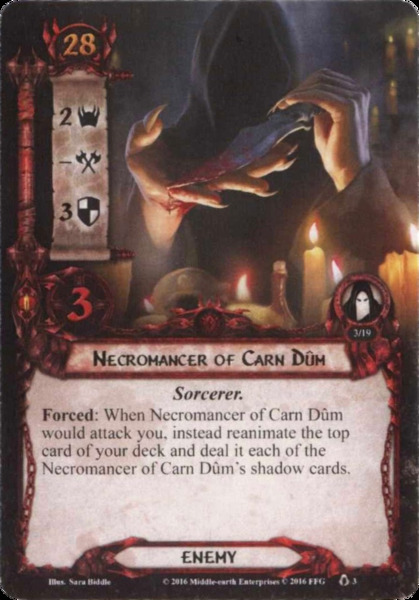 28
2
–
3
3
3/19
Necromancer of Carn Dûm
Sorcerer.
Forced: When Necromancer of Carn Dûm
would attack you, instead reanimate the top
card of your deck and deal it each of the
Necromancer of Carn Dûm's shadow cards.
ENEMY
Illus. Sara Biddle © 2016 Middle-earth Enterprises © 2016 FFG 3